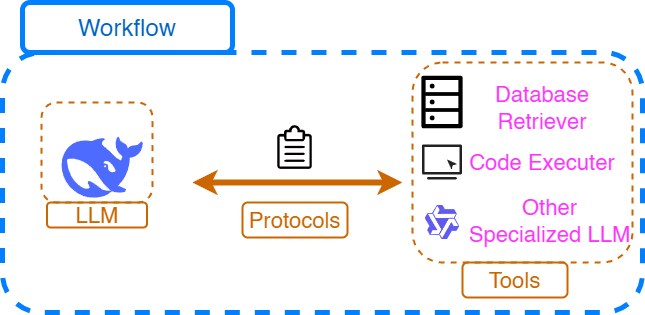 Workflow
LLM
Protocols
Database
Retriever
Code Executer
Other
Specialized LLM
Tools